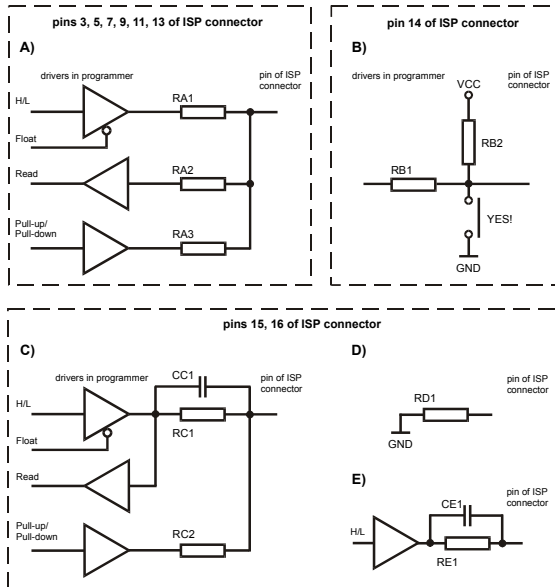 pins 3, 5, 7, 9, 11, 13 of ISP connector
A)
drivers in programmer
pin of ISP
connector
H/L
RA1
Float
Read
RA2
Pull-up/
Pull-down
RA3
pin 14 of ISP connector
B)
drivers in programmer
pin of ISP
connector
VCC
RB2
RB1
YES!
GND
pins 15, 16 of ISP connector
C)
drivers in programmer
CC1
pin of ISP
connector
H/L
RC1
Float
Read
Pull-up/
Pull-down
RC2
D)
pin of ISP
connector
RD1
GND
E)
pin of ISP
connector
CE1
H/L
RE1